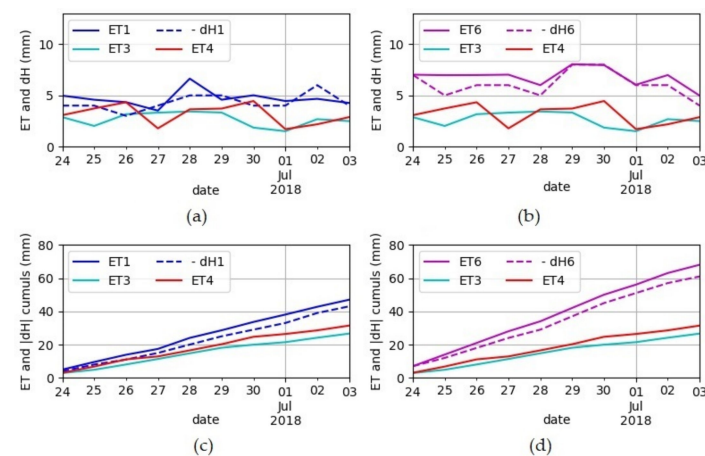 ET and dH (mm)
10
5
0
ET1 - dH1
ET3 ET4
24 25 26 27 28 29 30 01 02 03
Jul
2018
date
(a)
ET and dH (mm)
10
5
0
ET6 - dH6
ET3 ET4
24 25 26 27 28 29 30 01 02 03
Jul
2018
date
(b)
ET and |dH| cumuls (mm)
80
60
40
20
0
ET1 - dH1
ET3 ET4
24 25 26 27 28 29 30 01 02 03
Jul
2018
date
(c)
ET and |dH| cumuls (mm)
80
60
40
20
0
ET6 - dH6
ET3 ET4
24 25 26 27 28 29 30 01 02 03
Jul
2018
date
(d)